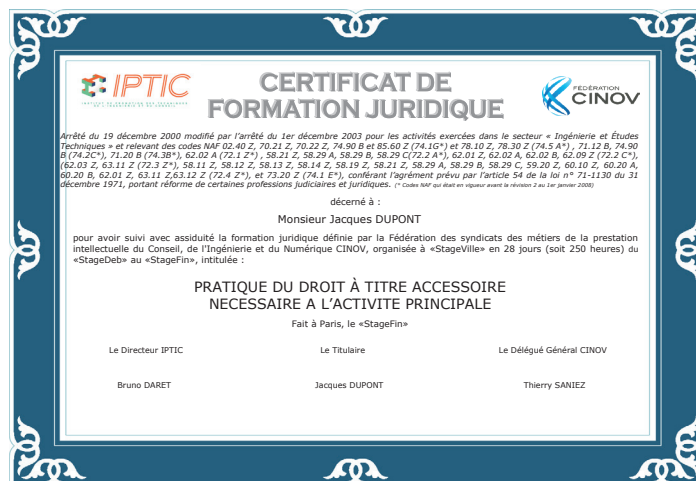 IPTIC
CERTIFICAT DE
FORMATION JURIDIQUE
FÉDÉRATION
CINOV
INSTITUT DE FORMATION DES TECHNIQUES
DE L'INGÉNIERIE ET DU CONSEIL
Arrêté du 19 décembre 2000 modifié par l'arrêté du 1er décembre 2003 pour les activités exercées dans le secteur « Ingénierie et Études
Techniques » et relevant des codes NAF 02.40 Z, 70.21 Z, 70.22 Z, 74.90 B et 85.60 Z (74.1G*) et 78.10 Z, 78.30 Z (74.5 A*) , 71.12 B, 74.90
B (74.2C*), 71.20 B (74.3B*), 62.02 A (72.1 Z*) , 58.21 Z, 58.29 A, 58.29 B, 58.29 C(72.2 A*), 62.01 Z, 62.02 A, 62.02 B, 62.09 Z (72.2 C*),
(62.03 Z, 63.11 Z (72.3 Z*), 58.11 Z, 58.12 Z, 58.13 Z, 58.14 Z, 58.19 Z, 58.21 Z, 58.29 A, 58.29 B, 58.29 C, 59.20 Z, 60.10 Z, 60.20 A,
60.20 B, 62.01 Z, 63.11 Z,63.12 Z (72.4 Z*), et 73.20 Z (74.1 E*), conférant l'agrément prévu par l'article 54 de la loi n° 71-1130 du 31
décembre 1971, portant réforme de certaines professions judiciaires et juridiques. (* Codes NAF qui était en vigueur avant la révision 2 au 1er janvier 2008)
décerné à :
Monsieur Jacques DUPONT
pour avoir suivi avec assiduité la formation juridique définie par la Fédération des syndicats des métiers de la prestation
intellectuelle du Conseil, de l'Ingénierie et du Numérique CINOV, organisée à «StageVille» en 28 jours (soit 250 heures) du
«StageDeb» au «StageFin», intitulée :
PRATIQUE DU DROIT À TITRE ACCESSOIRE
NECESSAIRE A L'ACTIVITE PRINCIPALE
Fait à Paris, le «StageFin»
Le Directeur IPTIC
Le Titulaire
Le Délégué Général CINOV
Bruno DARET
Jacques DUPONT
Thierry SANIEZ